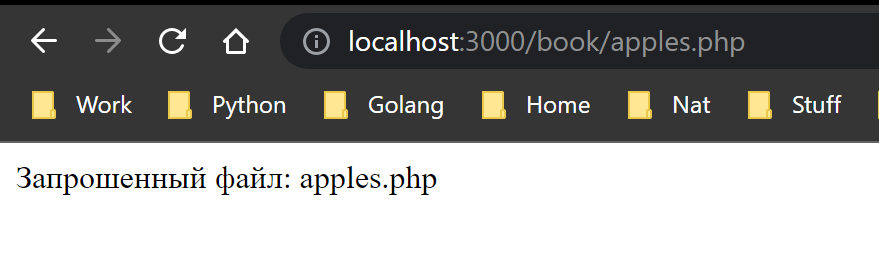 localhost:3000/book/apples.php
Work Python Golang Home Nat Stuff
Запрошенный файл: apples.php